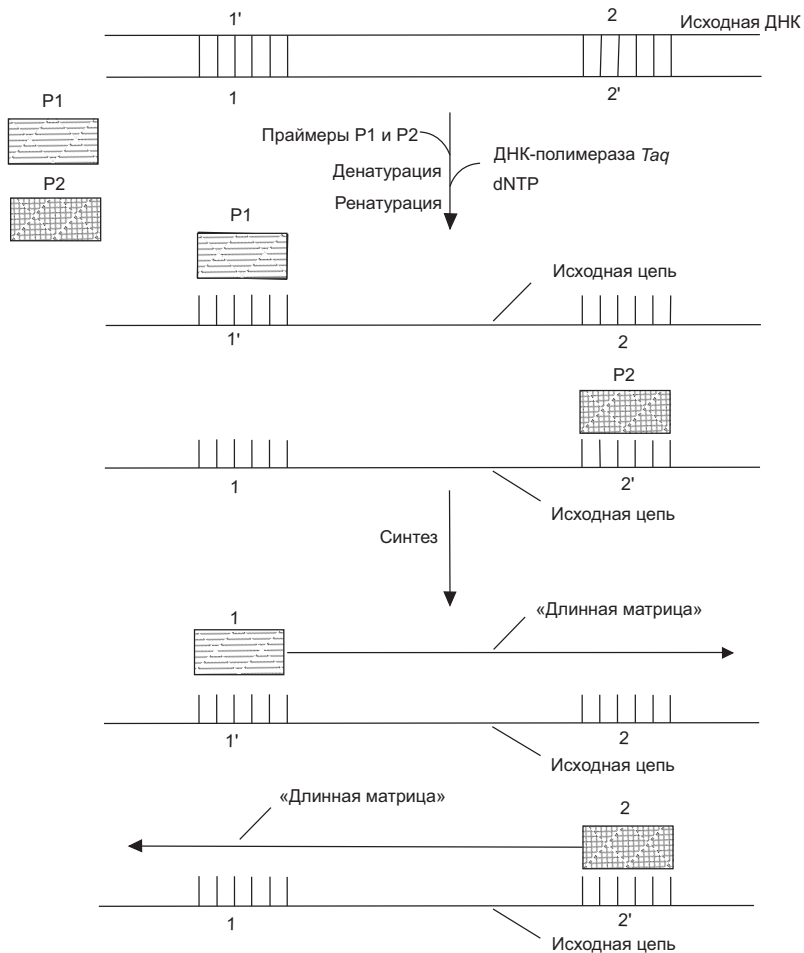 1' 2 Исходная ДНК
1 2'
P1
Праймеры P1 и P2
ДНК-полимераза Taq
Денатурация
dNTP
P2
Ренатурация
P1
Исходная цепь
1' 2
P2
1 2'
Исходная цепь
Синтез
1 «Длинная матрица»
1' 2
Исходная цепь
«Длинная матрица» 2
1 2'
Исходная цепь